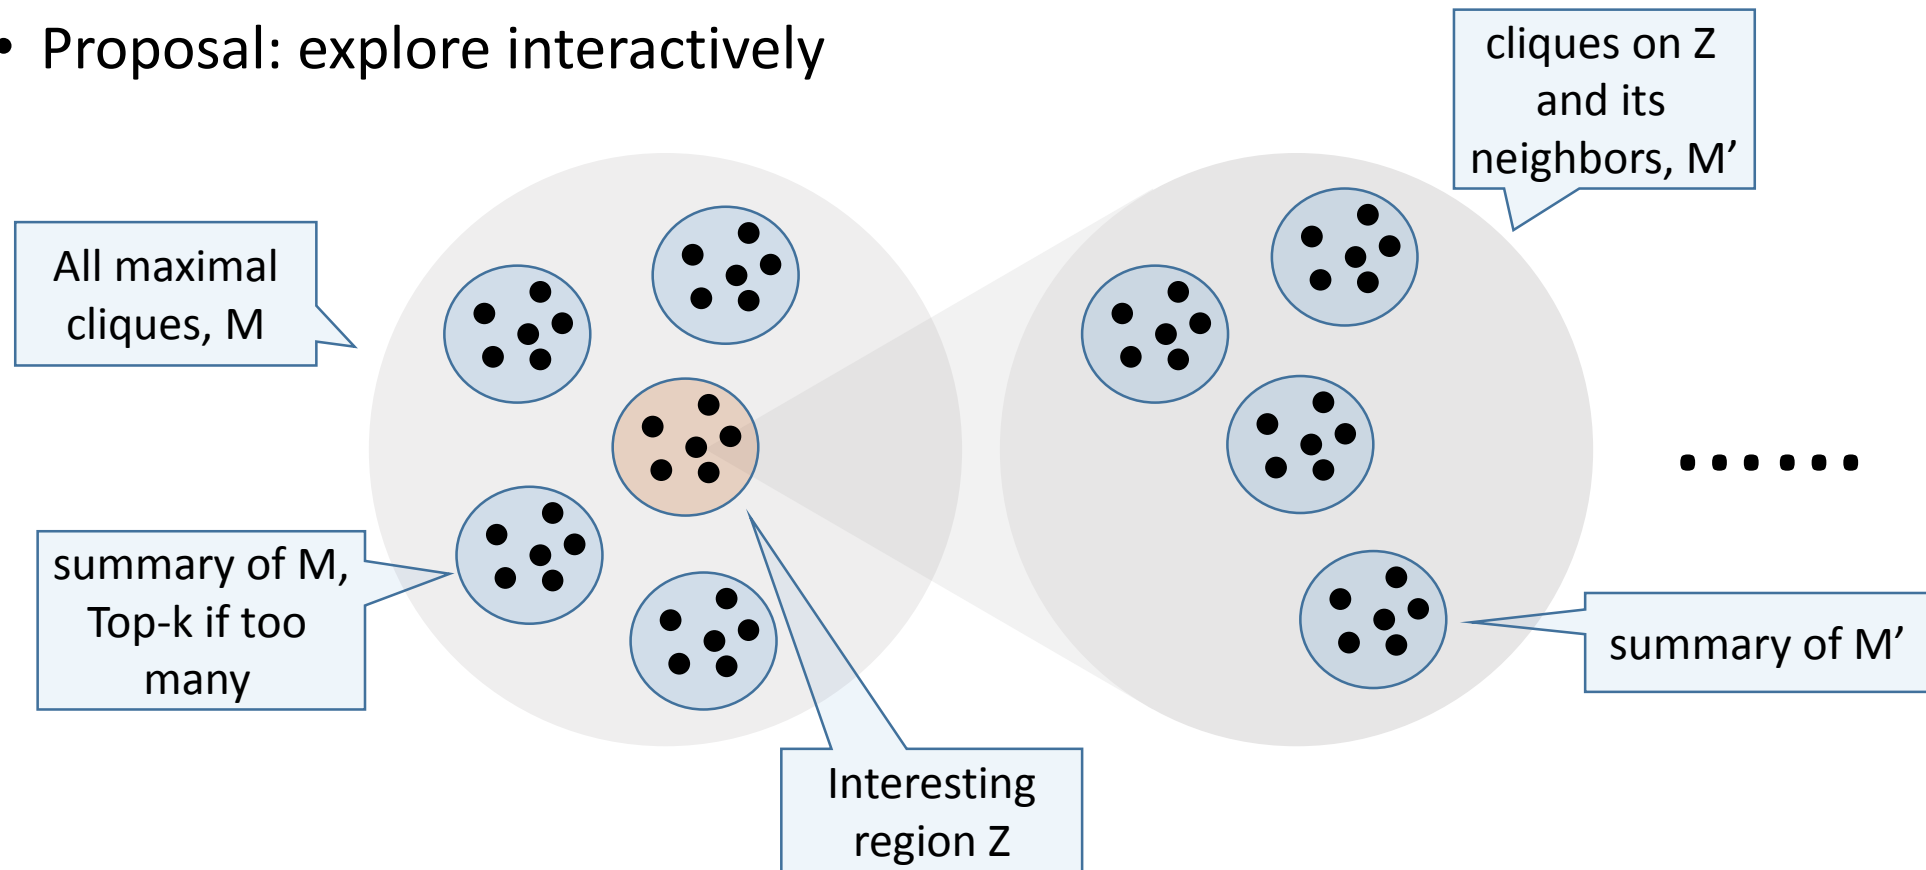 • Proposal: explore interactively
cliques on Z
and its
neighbors, M’
All maximal
cliques, M
summary of M,
Top-k if too
many
......
summary of M’
Interesting
region Z